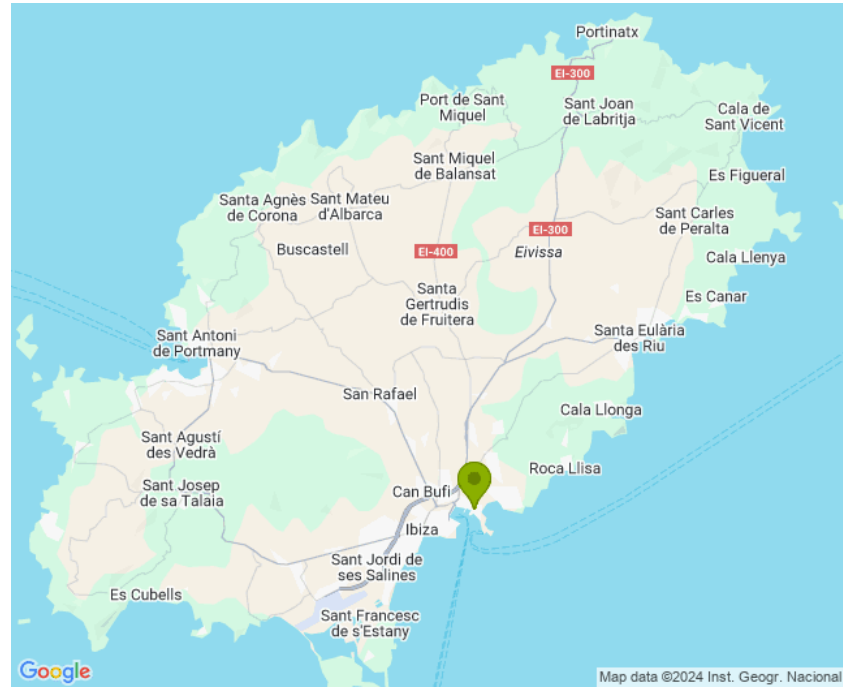 Portinatx
EI-300
Port de Sant
Miquel
Sant Joan
de Labritja
Cala de
Sant Vicent
Sant Miquel
de Balansat
Es Figueral
Santa Agnès
de Corona
Sant Mateu
d'Albarca
Sant Carles
de Peralta
EI-300
Buscastell
EI-400
Eivissa
Cala Llenya
Santa
Gertrudis
de Fruitera
Es Canar
Sant Antoni
de Portmany
Santa Eulària
des Riu
San Rafael
Cala Llonga
Sant Agustí
des Vedrà
Roca Llisa
Sant Josep
de sa Talaia
Can Bufí
Ibiza
Sant Jordi de
ses Salines
Es Cubells
Sant Francesc
de s'Estany
Google
Map data ©2024 Inst. Geogr. Nacional